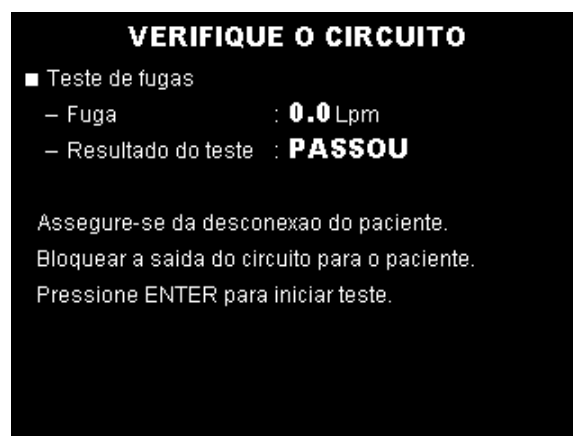 VERIFIQUE O CIRCUITO
■ Teste de fugas
– Fuga : 0.0 Lpm
– Resultado do teste : PASSOU
Assegure-se da desconexao do paciente.
Bloquear a saida do circuito para o paciente.
Pressione ENTER para iniciar teste.